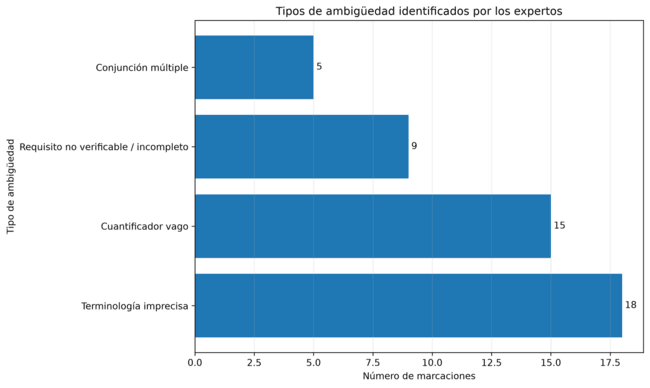 Tipos de ambigüedad identificados por los expertos
Tipo de ambigüedad
Conjunción múltiple
5
Requisito no verificable / incompleto
9
Cuantificador vago
15
Terminología imprecisa
18
0.0 2.5 5.0 7.5 10.0 12.5 15.0 17.5
Número de marcaciones